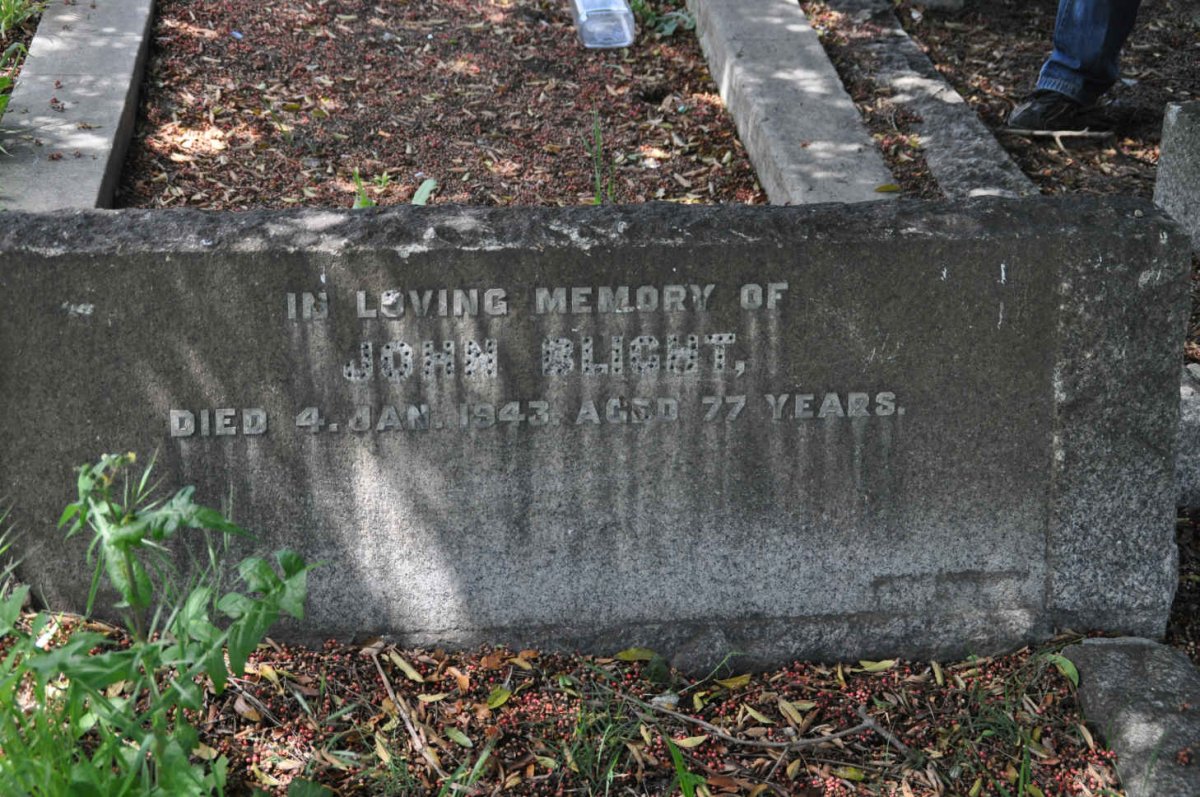 IN LOVING MEMORY OF
JOHN BLIGHT,
DIED 4. JAN. 1943. AGED 77 YEARS.